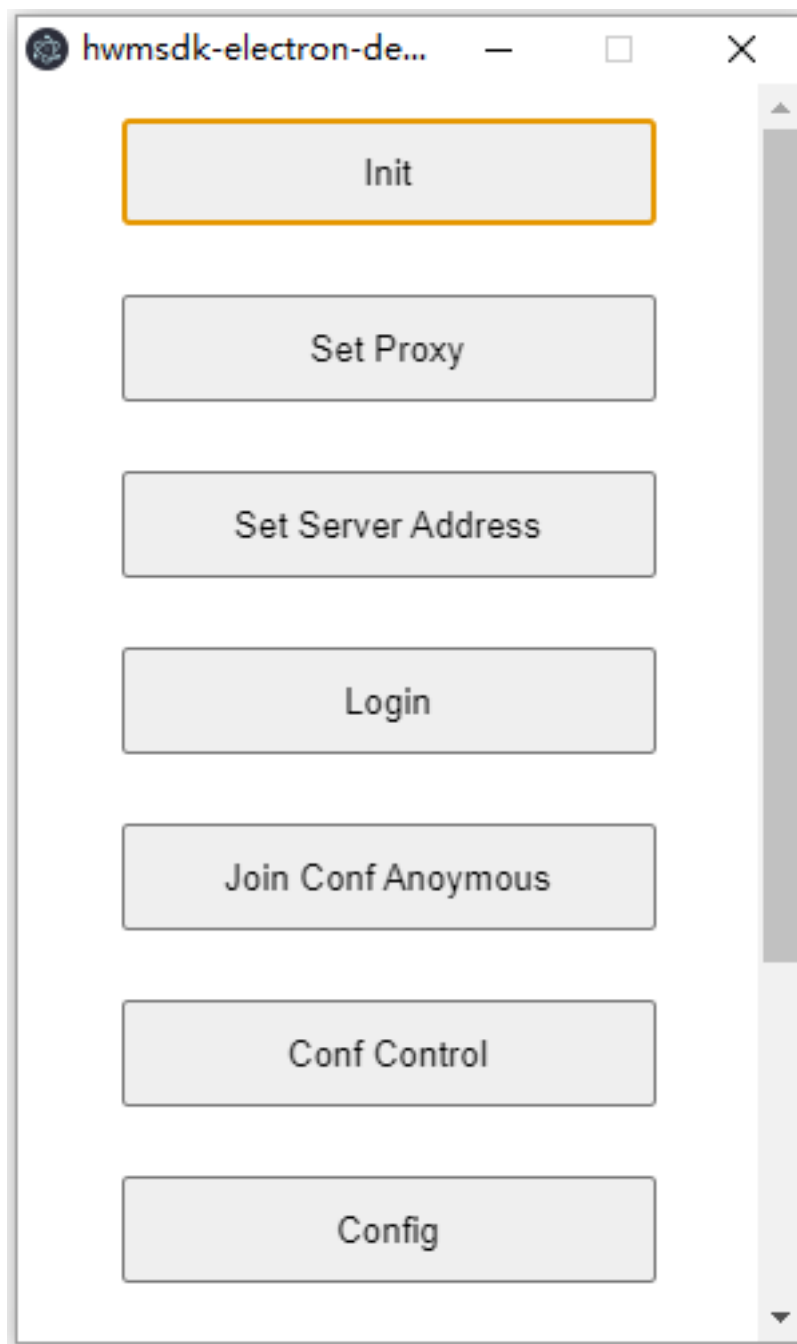 hwmsdk-electron-de...
Init
Set Proxy
Set Server Address
Login
Join Conf Anoymous
Conf Control
Config